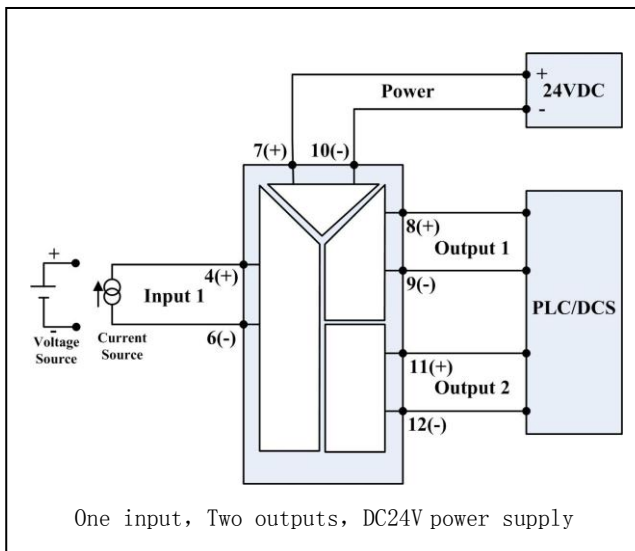 +
Power
24VDC
-
7(+)
10(-)
8(+)
Output 1
9(-)
PLC/DCS
+
4(+)
Input 1
6(-)
-
Voltage
Source
Current
Source
11(+)
Output 2
12(-)
One input, Two outputs, DC24V power supply